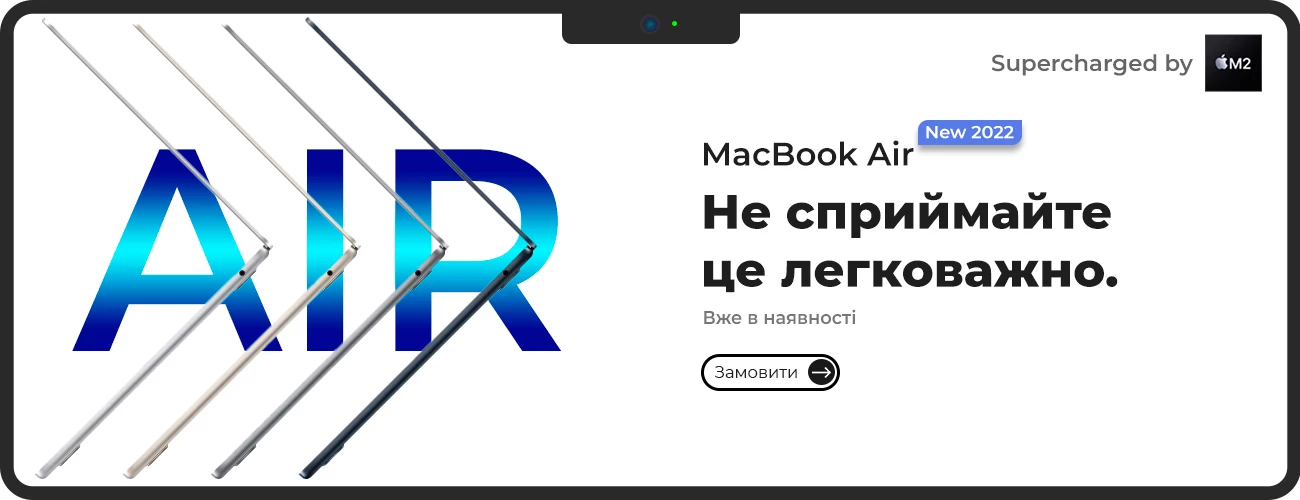 AIR
Supercharged by
M2
MacBook Air
New 2022
Не сприймайте
це легковажно.
Вже в наявності
Замовити